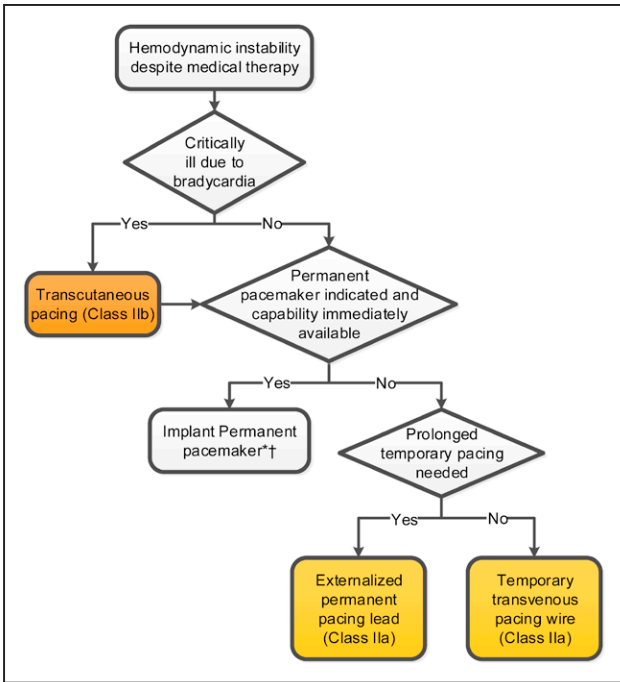 Hemodynamic instability
despite medical therapy
Critically
ill due to
bradycardia
Yes
No
Transcutaneous
pacing (Class IIb)
Permanent
pacemaker indicated and
capability immediately
available
Yes
No
Implant Permanent
pacemaker*†
Prolonged
temporary pacing
needed
Yes
No
Externalized
permanent
pacing lead
(Class IIa)
Temporary
transvenous
pacing wire
(Class IIa)